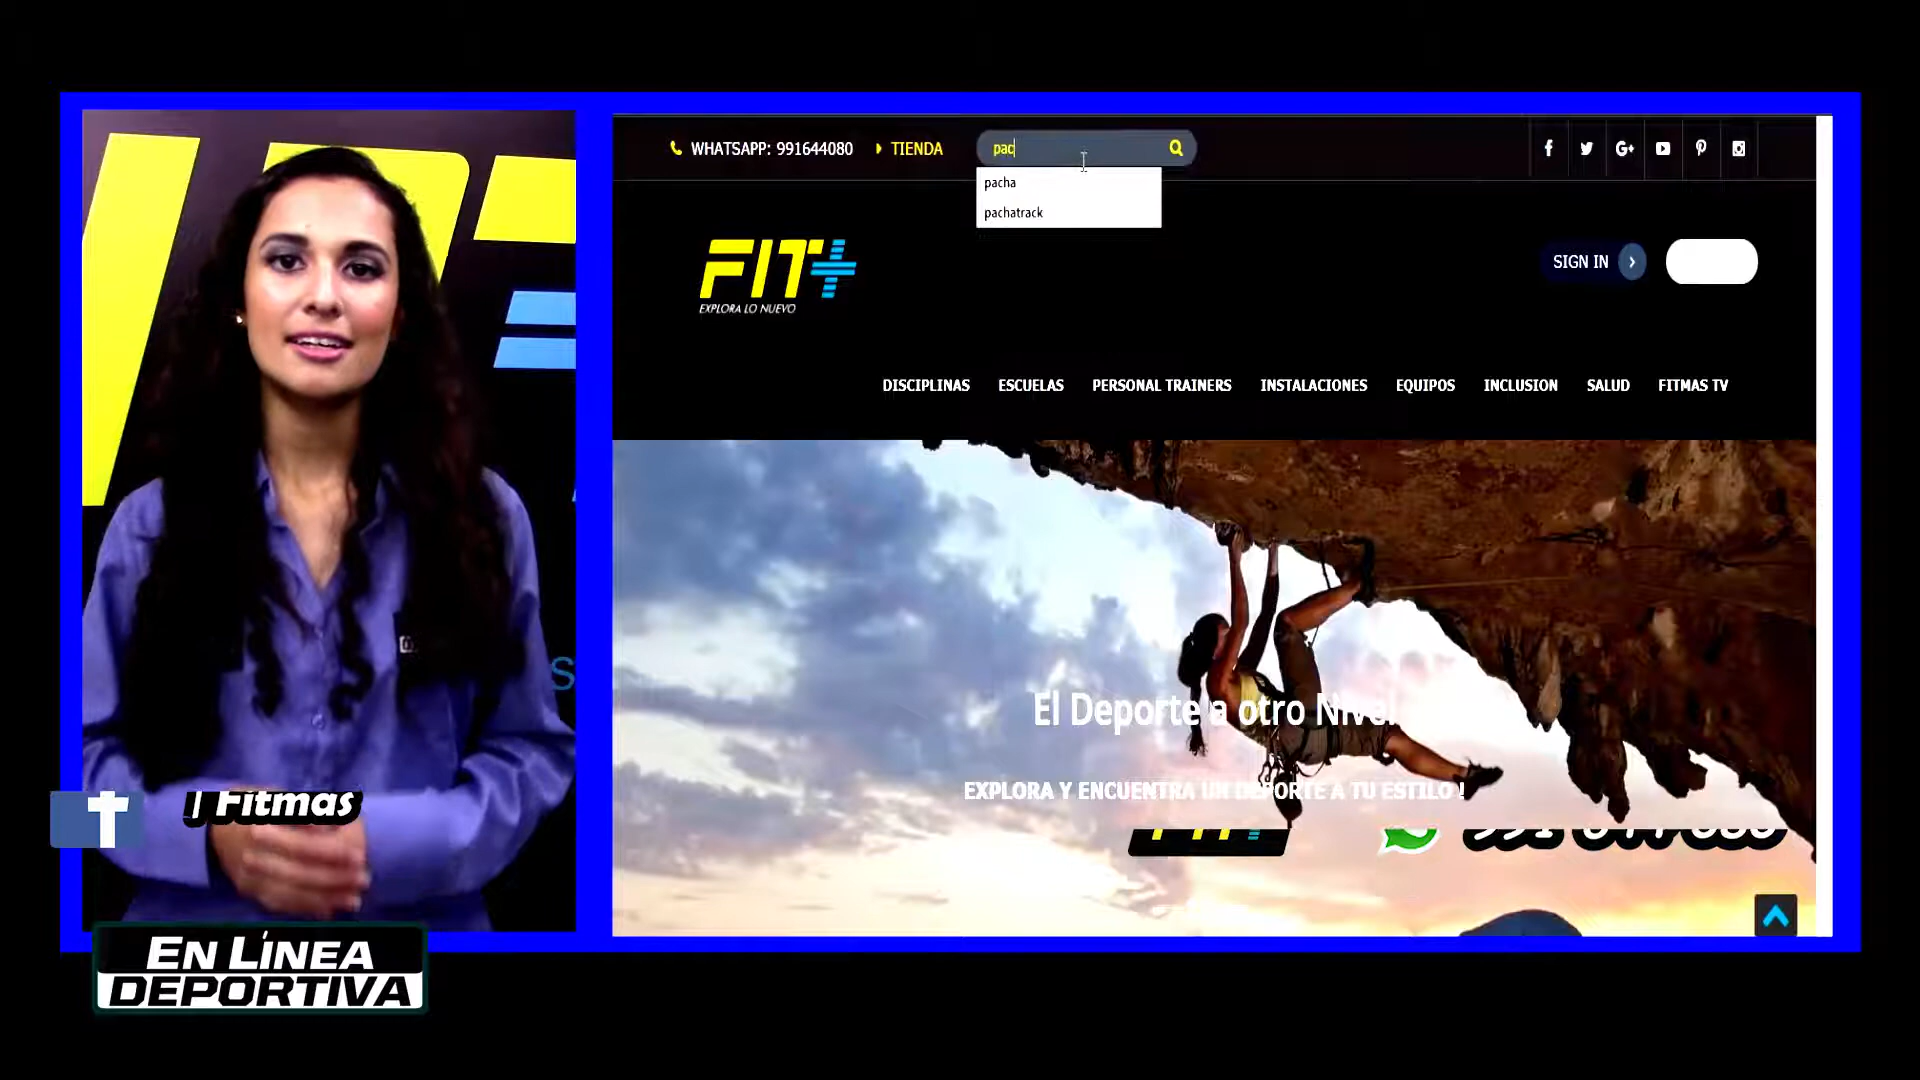 WHATSAPP: 991644080
TIENDA
pac
pacha
pachatrack
FIT+
EXPLORA LO NUEVO
SIGN IN
DISCIPLINAS
ESCUELAS
PERSONAL TRAINERS
INSTALACIONES
EQUIPOS
INCLUSION
SALUD
FITMAS TV
El Deporte a otro Nivel
EXPLORA Y ENCUENTRA UN DEPORTE A TU ESTILO !
| Fitmas
EN LÍNEA
DEPORTIVA